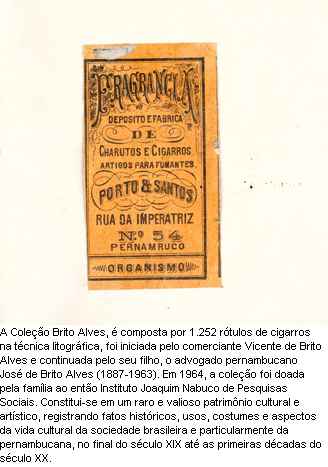 FRAGRANCIA
DEPOSITO E FABRICA
DE
CHARUTOS E CIGARROS
ARTIGOS PARA FUMANTES
PORTO & SANTOS
RUA DA IMPERATRIZ
N.º 54
PERNAMBUCO
ORGANISMO
A Coleção Brito Alves, é composta por 1.252 rótulos de cigarros
na técnica litográfica, foi iniciada pelo comerciante Vicente de Brito
Alves e continuada pelo seu filho, o advogado pernambucano
José de Brito Alves (1887-1963). Em 1964, a coleção foi doada
pela família ao então Instituto Joaquim Nabuco de Pesquisas
Sociais. Constitui-se em um raro e valioso patrimônio cultural e
artístico, registrando fatos históricos, usos, costumes e aspectos
da vida cultural da sociedade brasileira e particularmente da
pernambucana, no final do século XIX até as primeiras décadas do
século XX.